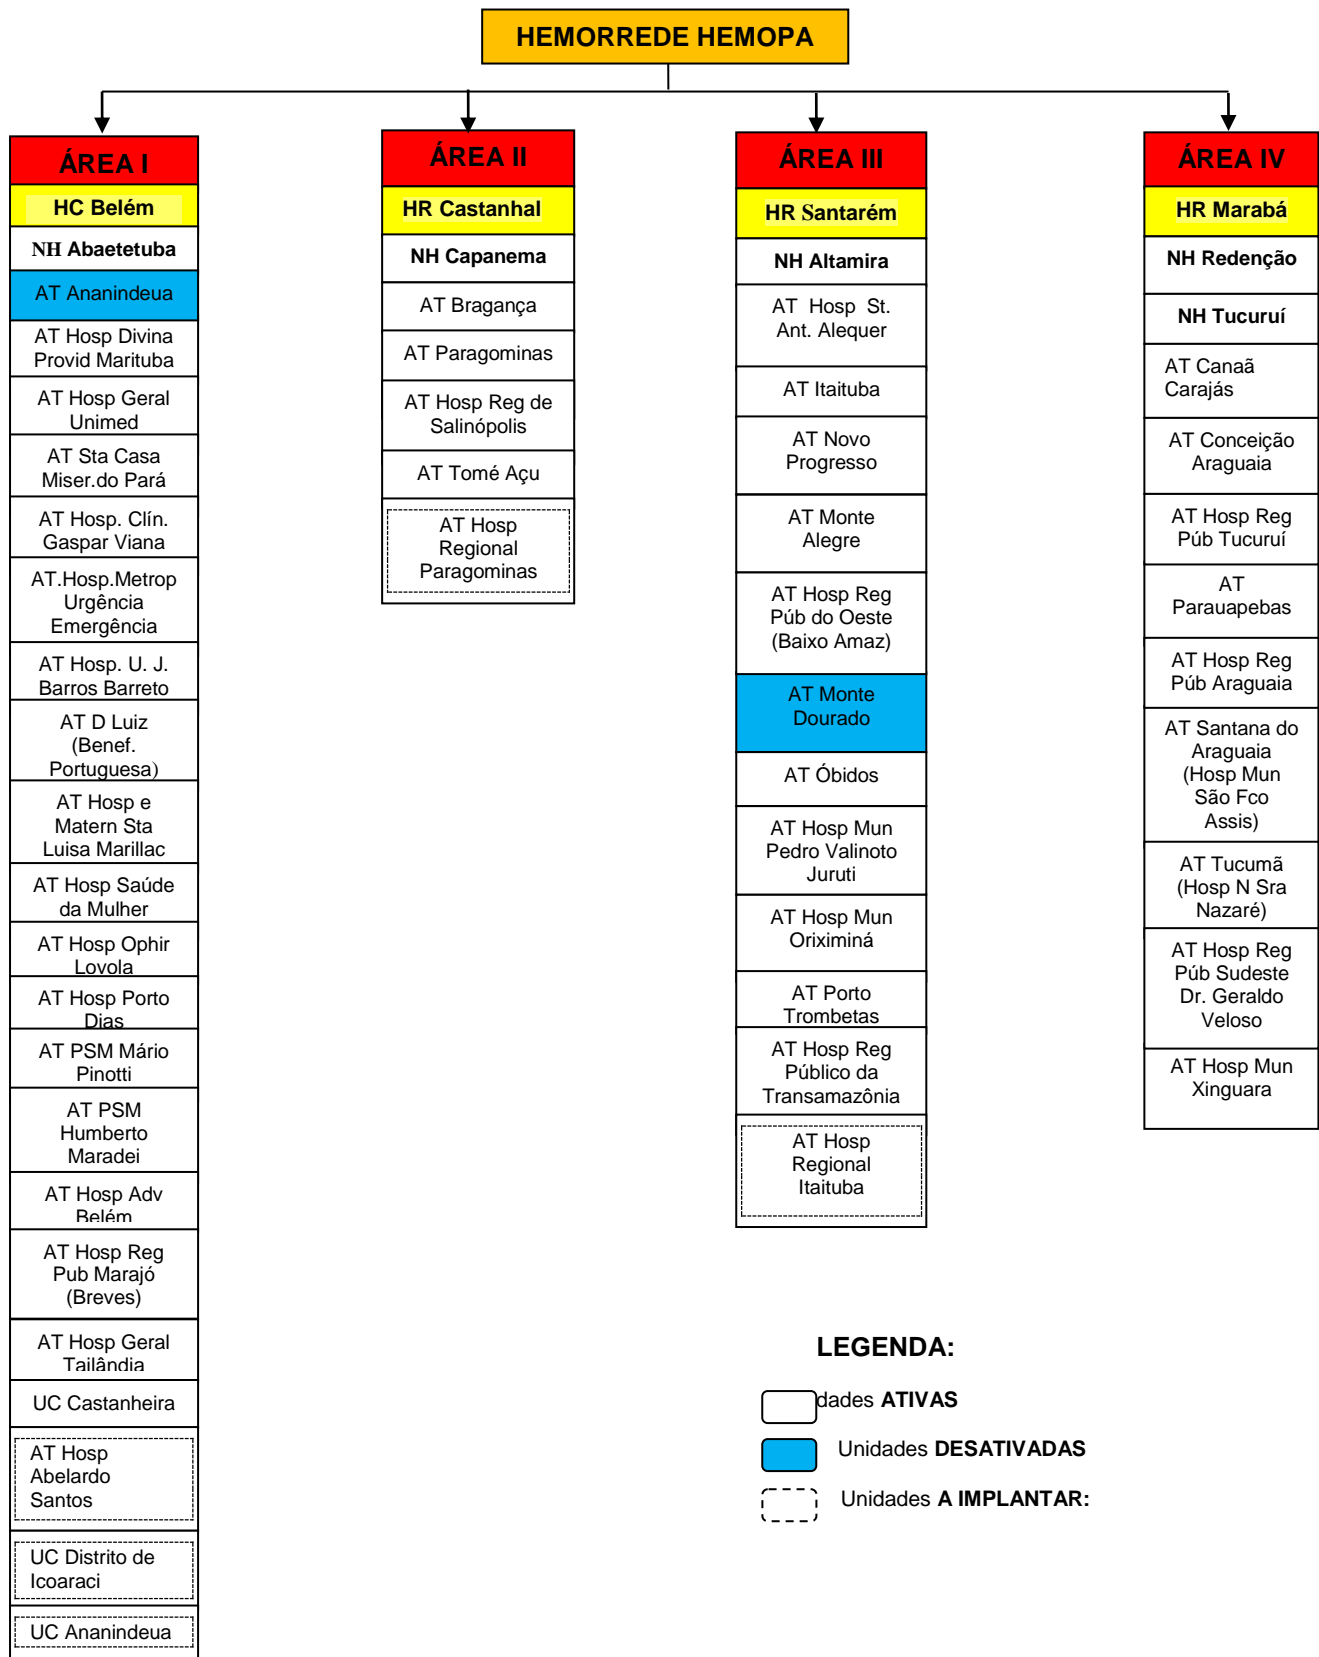 HEMORREDE HEMOPA
ÁREA I
HC Belém
NH Abaetetuba
AT Ananindeua
AT Hosp Divina
Provid Marituba
AT Hosp Geral
Unimed
AT Sta Casa
Miser.do Pará
AT Hosp. Clín.
Gaspar Viana
AT.Hosp.Metrop
Urgência
Emergência
AT Hosp. U. J.
Barros Barreto
AT D Luiz
(Benef.
Portuguesa)
AT Hosp e
Matern Sta
Luisa Marillac
AT Hosp Saúde
da Mulher
AT Hosp Ophir
Loyola
AT Hosp Porto
Dias
AT PSM Mário
Pinotti
AT PSM
Humberto
Maradei
AT Hosp Adv
Belém
AT Hosp Reg
Pub Marajó
(Breves)
AT Hosp Geral
Tailândia
UC Castanheira
AT Hosp
Abelardo
Santos
UC Distrito de
Icoaraci
UC Ananindeua
ÁREA II
HR Castanhal
NH Capanema
AT Bragança
AT Paragominas
AT Hosp Reg de
Salinópolis
AT Tomé Açu
AT Hosp
Regional
Paragominas
ÁREA III
HR Santarém
NH Altamira
AT Hosp St.
Ant. Alequer
AT Itaituba
AT Novo
Progresso
AT Monte
Alegre
AT Hosp Reg
Púb do Oeste
(Baixo Amaz)
AT Monte
Dourado
AT Óbidos
AT Hosp Mun
Pedro Valinoto
Juruti
AT Hosp Mun
Oriximiná
AT Porto
Trombetas
AT Hosp Reg
Público da
Transamazônia
AT Hosp
Regional
Itaituba
ÁREA IV
HR Marabá
NH Redenção
NH Tucuruí
AT Canaã
Carajás
AT Conceição
Araguaia
AT Hosp Reg
Púb Tucuruí
AT
Parauapebas
AT Hosp Reg
Púb Araguaia
AT Santana do
Araguaia
(Hosp Mun
São Fco
Assis)
AT Tucumã
(Hosp N Sra
Nazaré)
AT Hosp Reg
Púb Sudeste
Dr. Geraldo
Veloso
AT Hosp Mun
Xinguara
LEGENDA:
dades ATIVAS
Unidades DESATIVADAS
Unidades A IMPLANTAR: